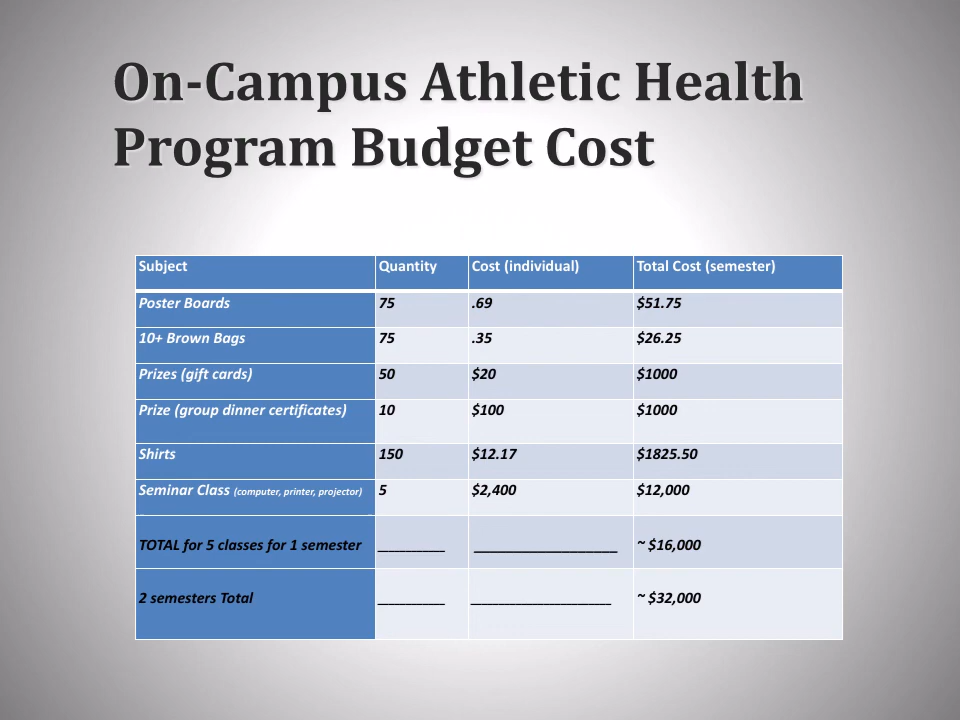 On-Campus Athletic Health
Program Budget Cost
Subject Quantity Cost (individual) Total Cost (semester)
Poster Boards 75 .69 $51.75
10+ Brown Bags 75 .35 $26.25
Prizes (gift cards) 50 $20 $1000
Prize (group dinner certificates) 10 $100 $1000
Shirts 150 $12.17 $1825.50
Seminar Class (computer, printer, projector) 5 $2,400 $12,000
TOTAL for 5 classes for 1 semester ___________ ___________________ ~ $16,000
2 semesters Total ___________ ______________________ ~ $32,000